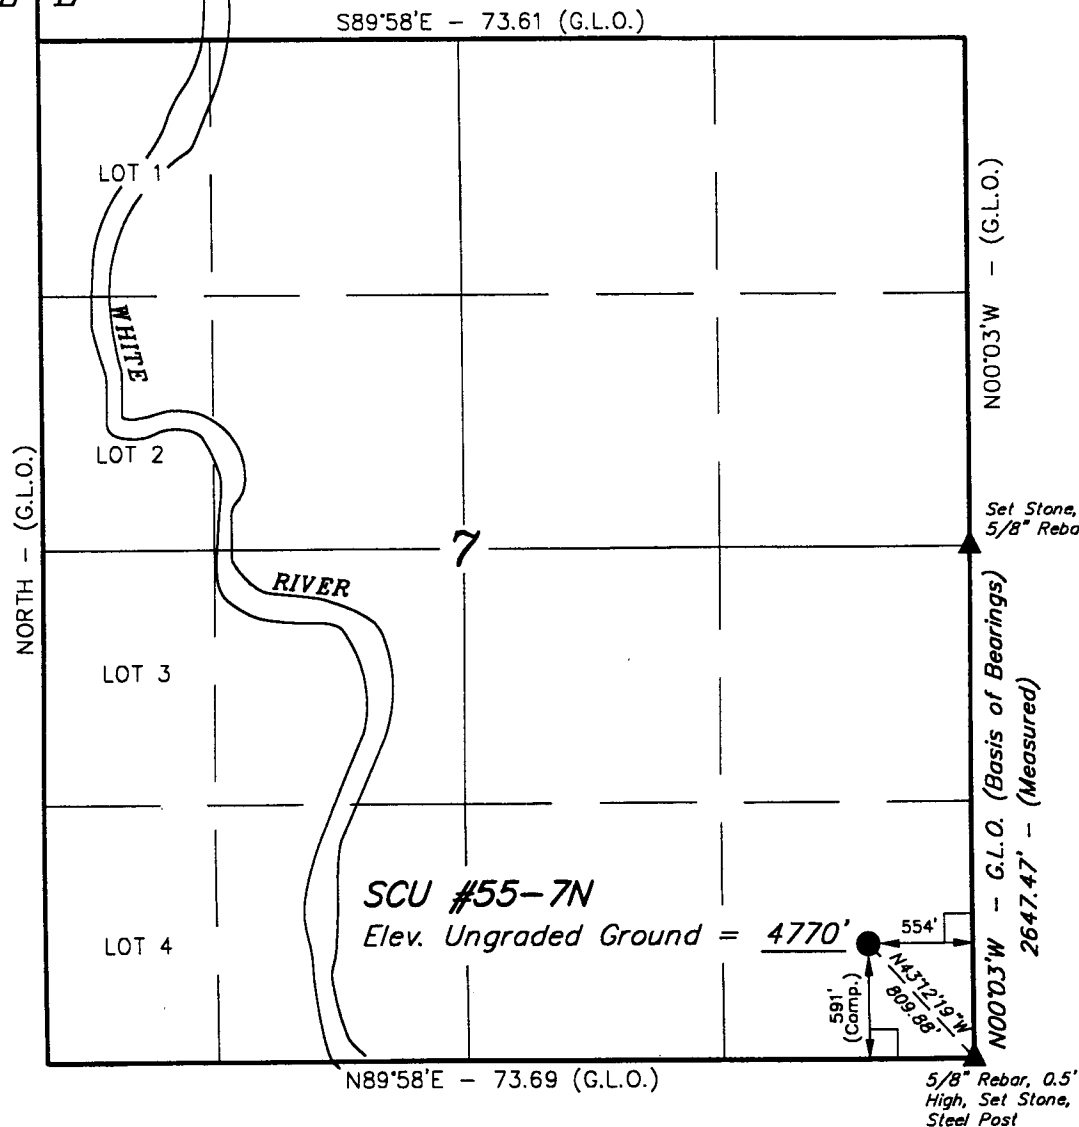 S89°58'E - 73.61 (G.L.O.)
LOT 1
N00°03'W - (G.L.O.)
WHITE
LOT 2
NORTH - (G.L.O.)
Set Stone,
5/8" Reba
7
RIVER
LOT 3
N00°03'W - G.L.O. (Basis of Bearings)
2647.47' - (Measured)
SCU #55-7N
Elev. Ungraded Ground = 4770'
554'
LOT 4
591'
(Comp.)
N43°12'19"W
809.88'
N89°58'E - 73.69 (G.L.O.)
5/8" Rebar, 0.5'
High, Set Stone,
Steel Post